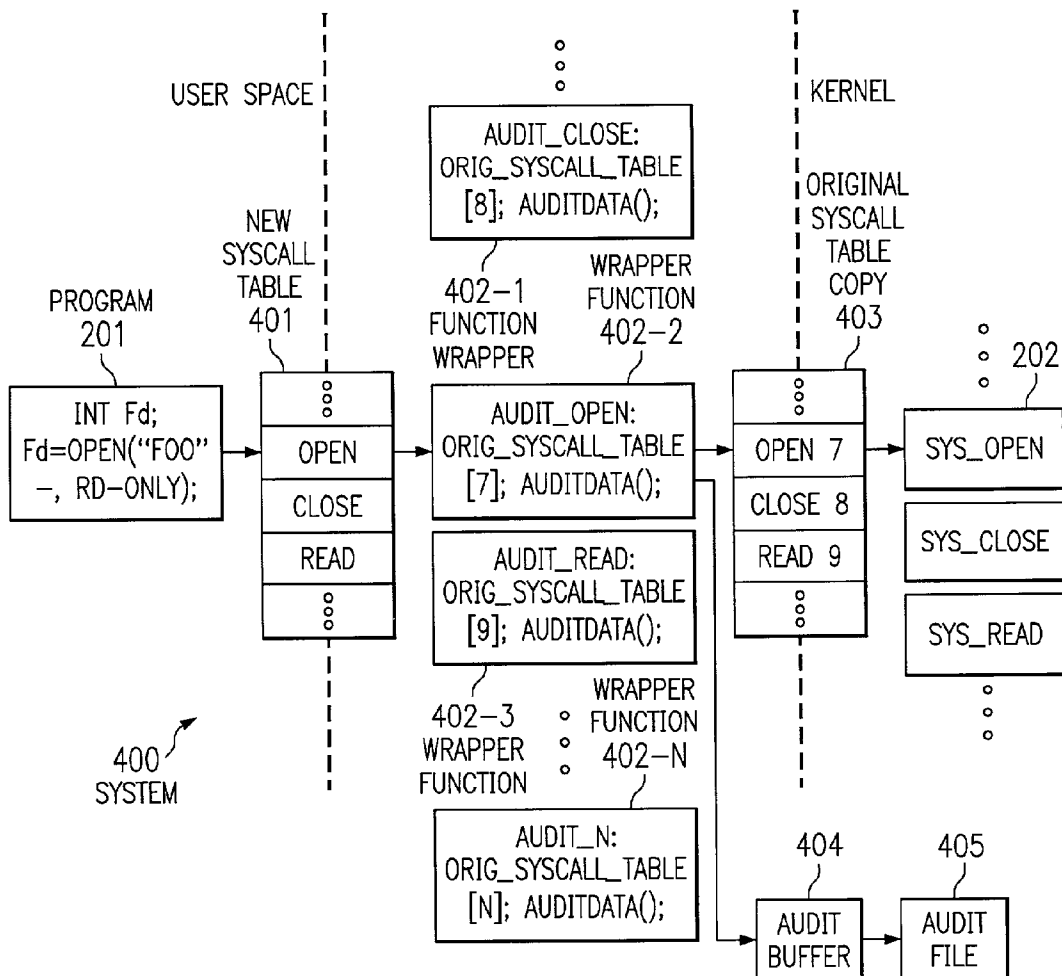 USER SPACE
KERNEL
AUDIT_CLOSE:
ORIG_SYSCALL_TABLE
[8]; AUDITDATA();
402-1
FUNCTION
WRAPPER
WRAPPER
FUNCTION
402-2
NEW
SYSCALL
TABLE
401
ORIGINAL
SYSCALL
TABLE
COPY
403
PROGRAM
201
INT Fd;
Fd=OPEN("FOO"
-, RD-ONLY);
OPEN
CLOSE
READ
AUDIT_OPEN:
ORIG_SYSCALL_TABLE
[7]; AUDITDATA();
OPEN 7
CLOSE 8
READ 9
202
SYS_OPEN
SYS_CLOSE
SYS_READ
AUDIT_READ:
ORIG_SYSCALL_TABLE
[9]; AUDITDATA();
402-3
WRAPPER
FUNCTION
WRAPPER
FUNCTION
402-N
400
SYSTEM
AUDIT_N:
ORIG_SYSCALL_TABLE
[N]; AUDITDATA();
404
AUDIT
BUFFER
405
AUDIT
FILE